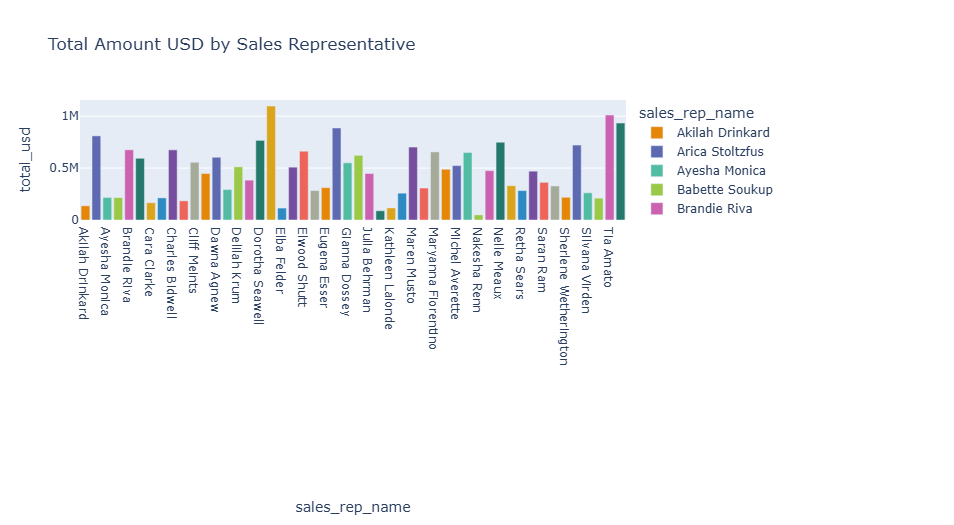 Total Amount USD by Sales Representative
total_usd
1M
0.5M
0
sales_rep_name
Akilah Drinkard
Arica Stoltzfus
Ayesha Monica
Babette Soukup
Brandie Riva
Akilah Drinkard
Ayesha Monica
Brandie Riva
Cara Clarke
Charles Bidwell
Cliff Meints
Dawna Agnew
Delilah Krum
Dorotha Seawell
Elba Felder
Elwood Shutt
Eugena Esser
Gianna Dossey
Julia Behrman
Kathleen Lalonde
Maren Musto
Maryanna Fiorentino
Michel Averette
Nakesha Renn
Nelle Meaux
Retha Sears
Saran Ram
Sherlene Wetherington
Silvana Virden
Tia Amato
sales_rep_name